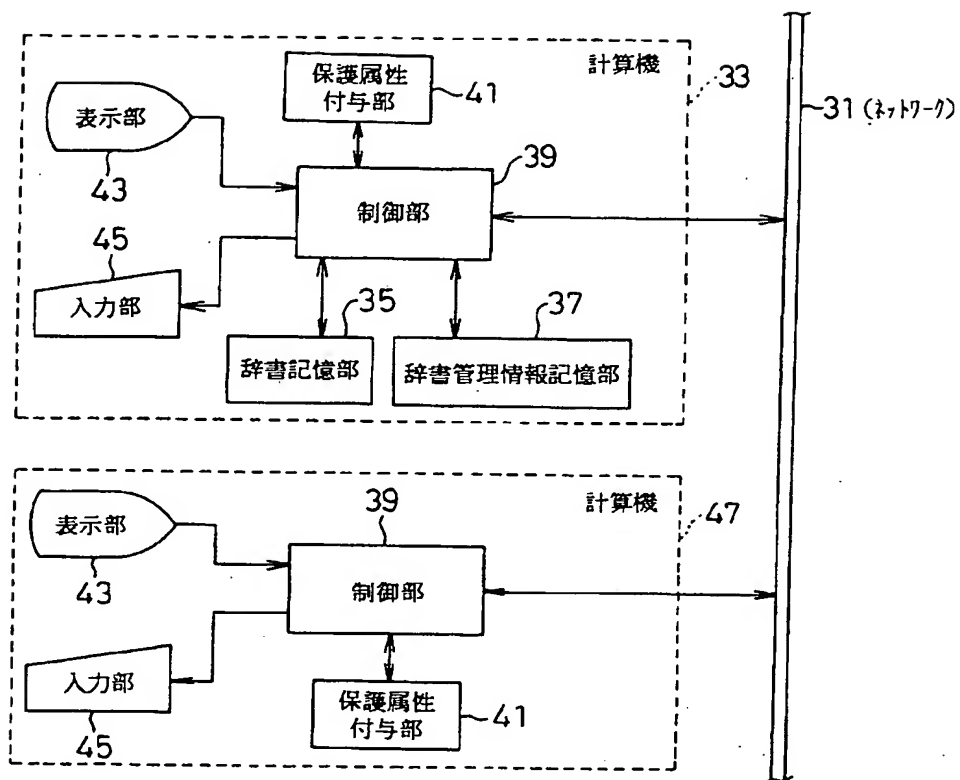 計算機
33
31(ネットワーク)
保護属性
付与部
41
表示部
43
39
制御部
45
入力部
35
辞書記憶部
37
辞書管理情報記憶部
計算機
47
表示部
43
39
制御部
入力部
45
保護属性
付与部
41